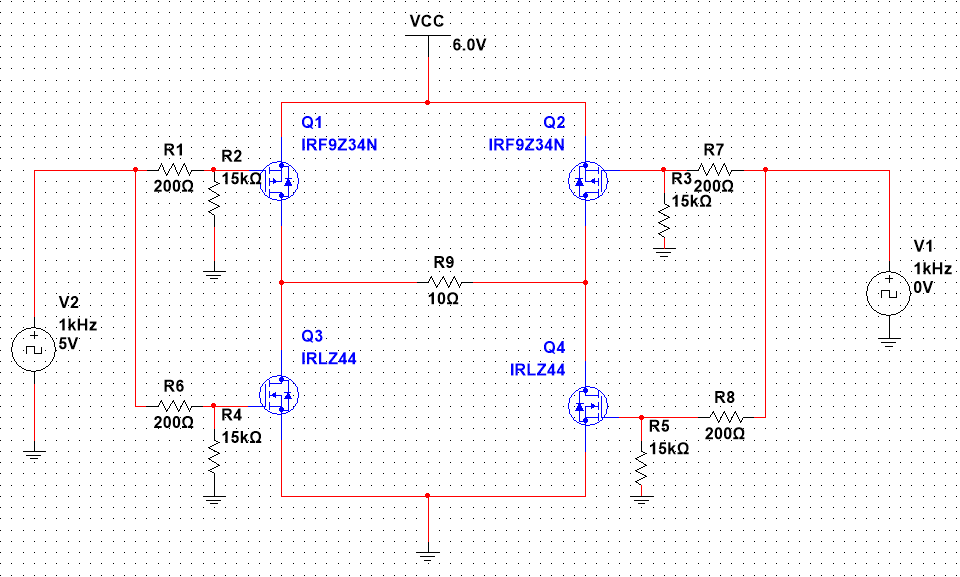 VCC
6.0V
Q1
IRF9Z34N
Q2
IRF9Z34N
R1
200Ω
R2
15kΩ
R7
200Ω
R3
15kΩ
V1
1kHz
0V
R9
10Ω
V2
1kHz
5V
Q3
IRLZ44
Q4
IRLZ44
R6
200Ω
R4
15kΩ
R8
200Ω
R5
15kΩ